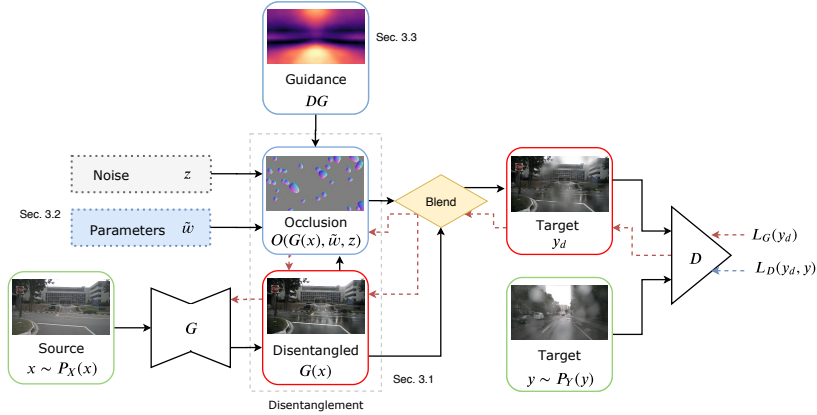 Sec. 3.3
Guidance
DG
Noise z
Sec. 3.2
Parameters w̃
Occlusion
O(G(x), w̃, z)
Blend
Target
y_d
L_G(y_d)
D
L_D(y_d, y)
Source
x ∼ P_X(x)
G
Disentangled
G(x)
Sec. 3.1
Target
y ∼ P_Y(y)
Disentanglement